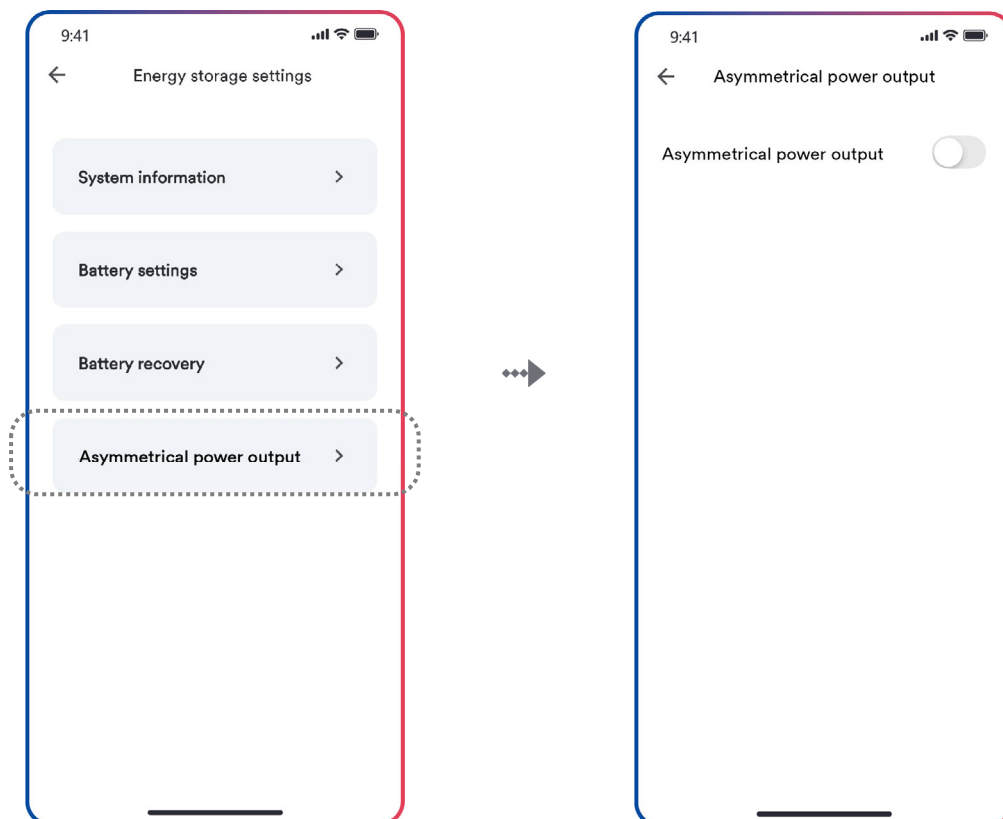 9:41
Energy storage settings
System information
Battery settings
Battery recovery
Asymmetrical power output
9:41
Asymmetrical power output
Asymmetrical power output